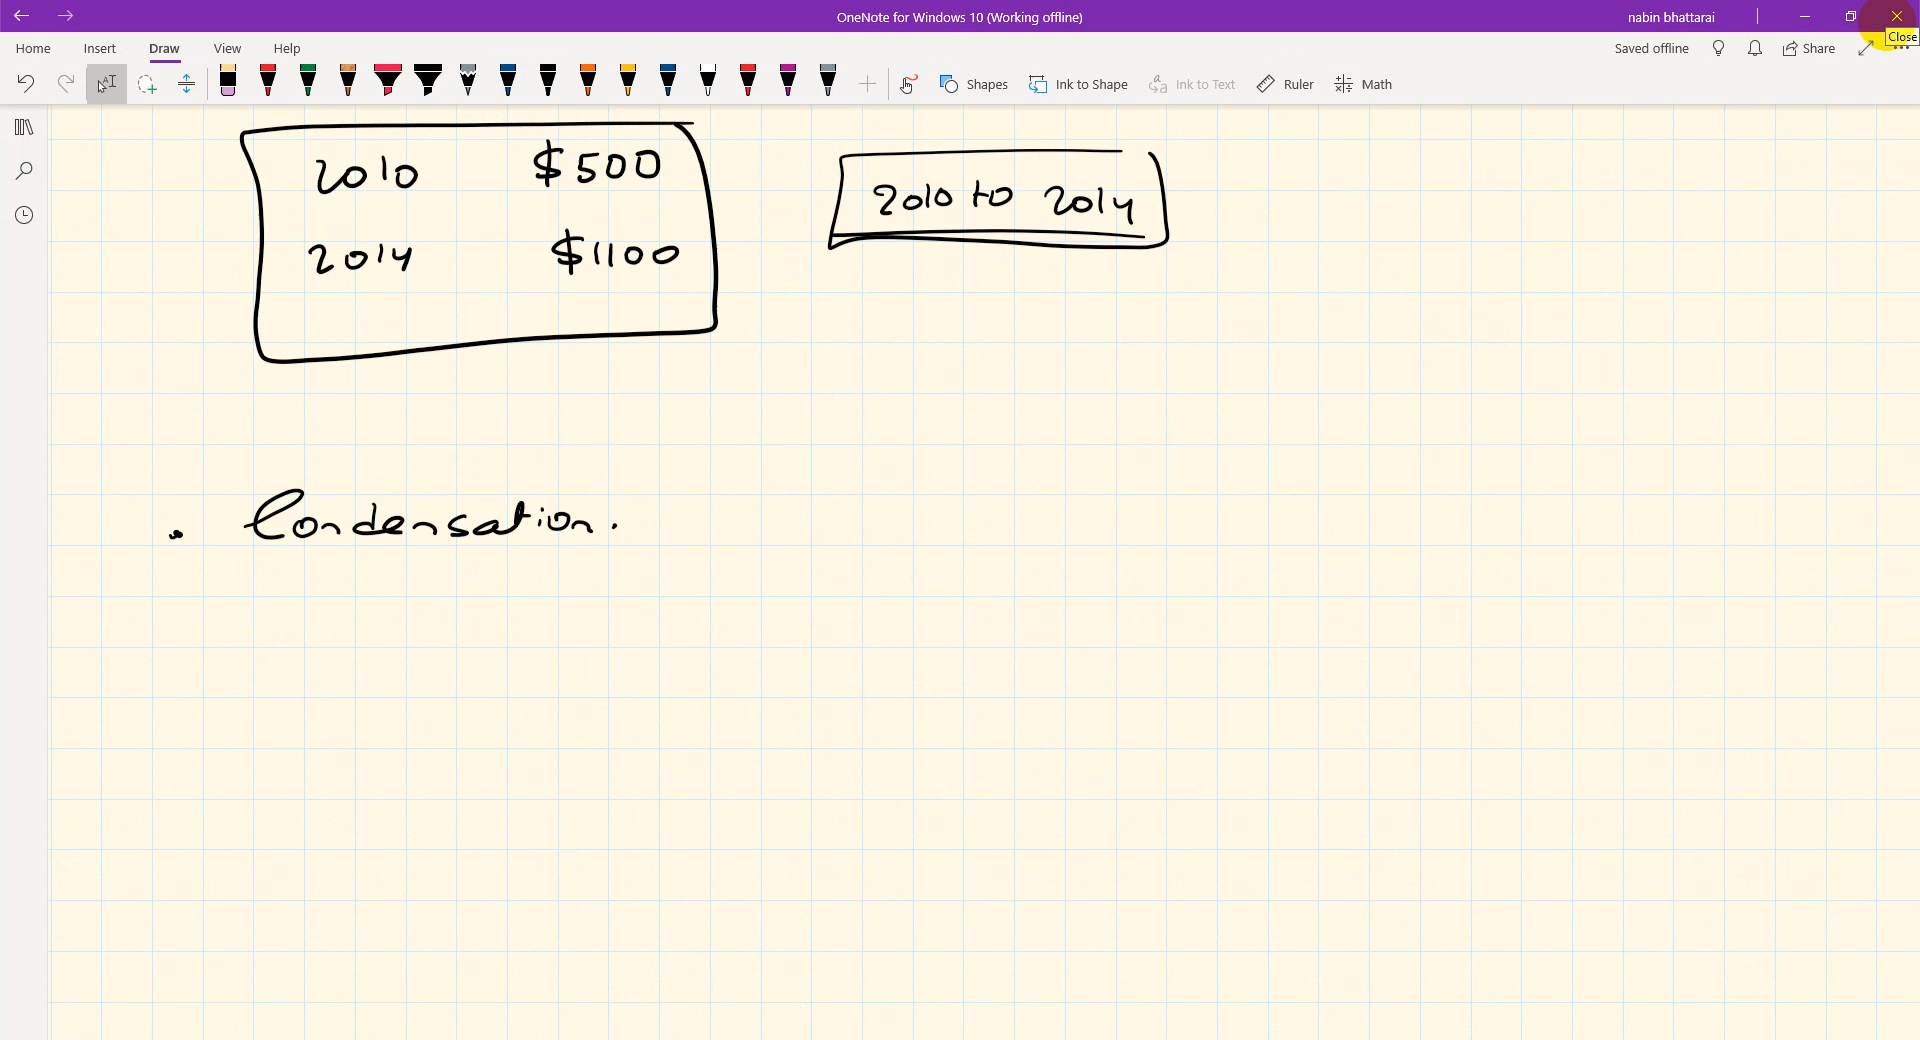 OneNote for Windows 10 (Working offline)
nabin bhattarai
Close
Home Insert Draw View Help
Saved offline
Share
Shapes
Ink to Shape
Ink to Text
Ruler
Math
2010 $500
2014 $1100
2010 to 2014
• Condensation.